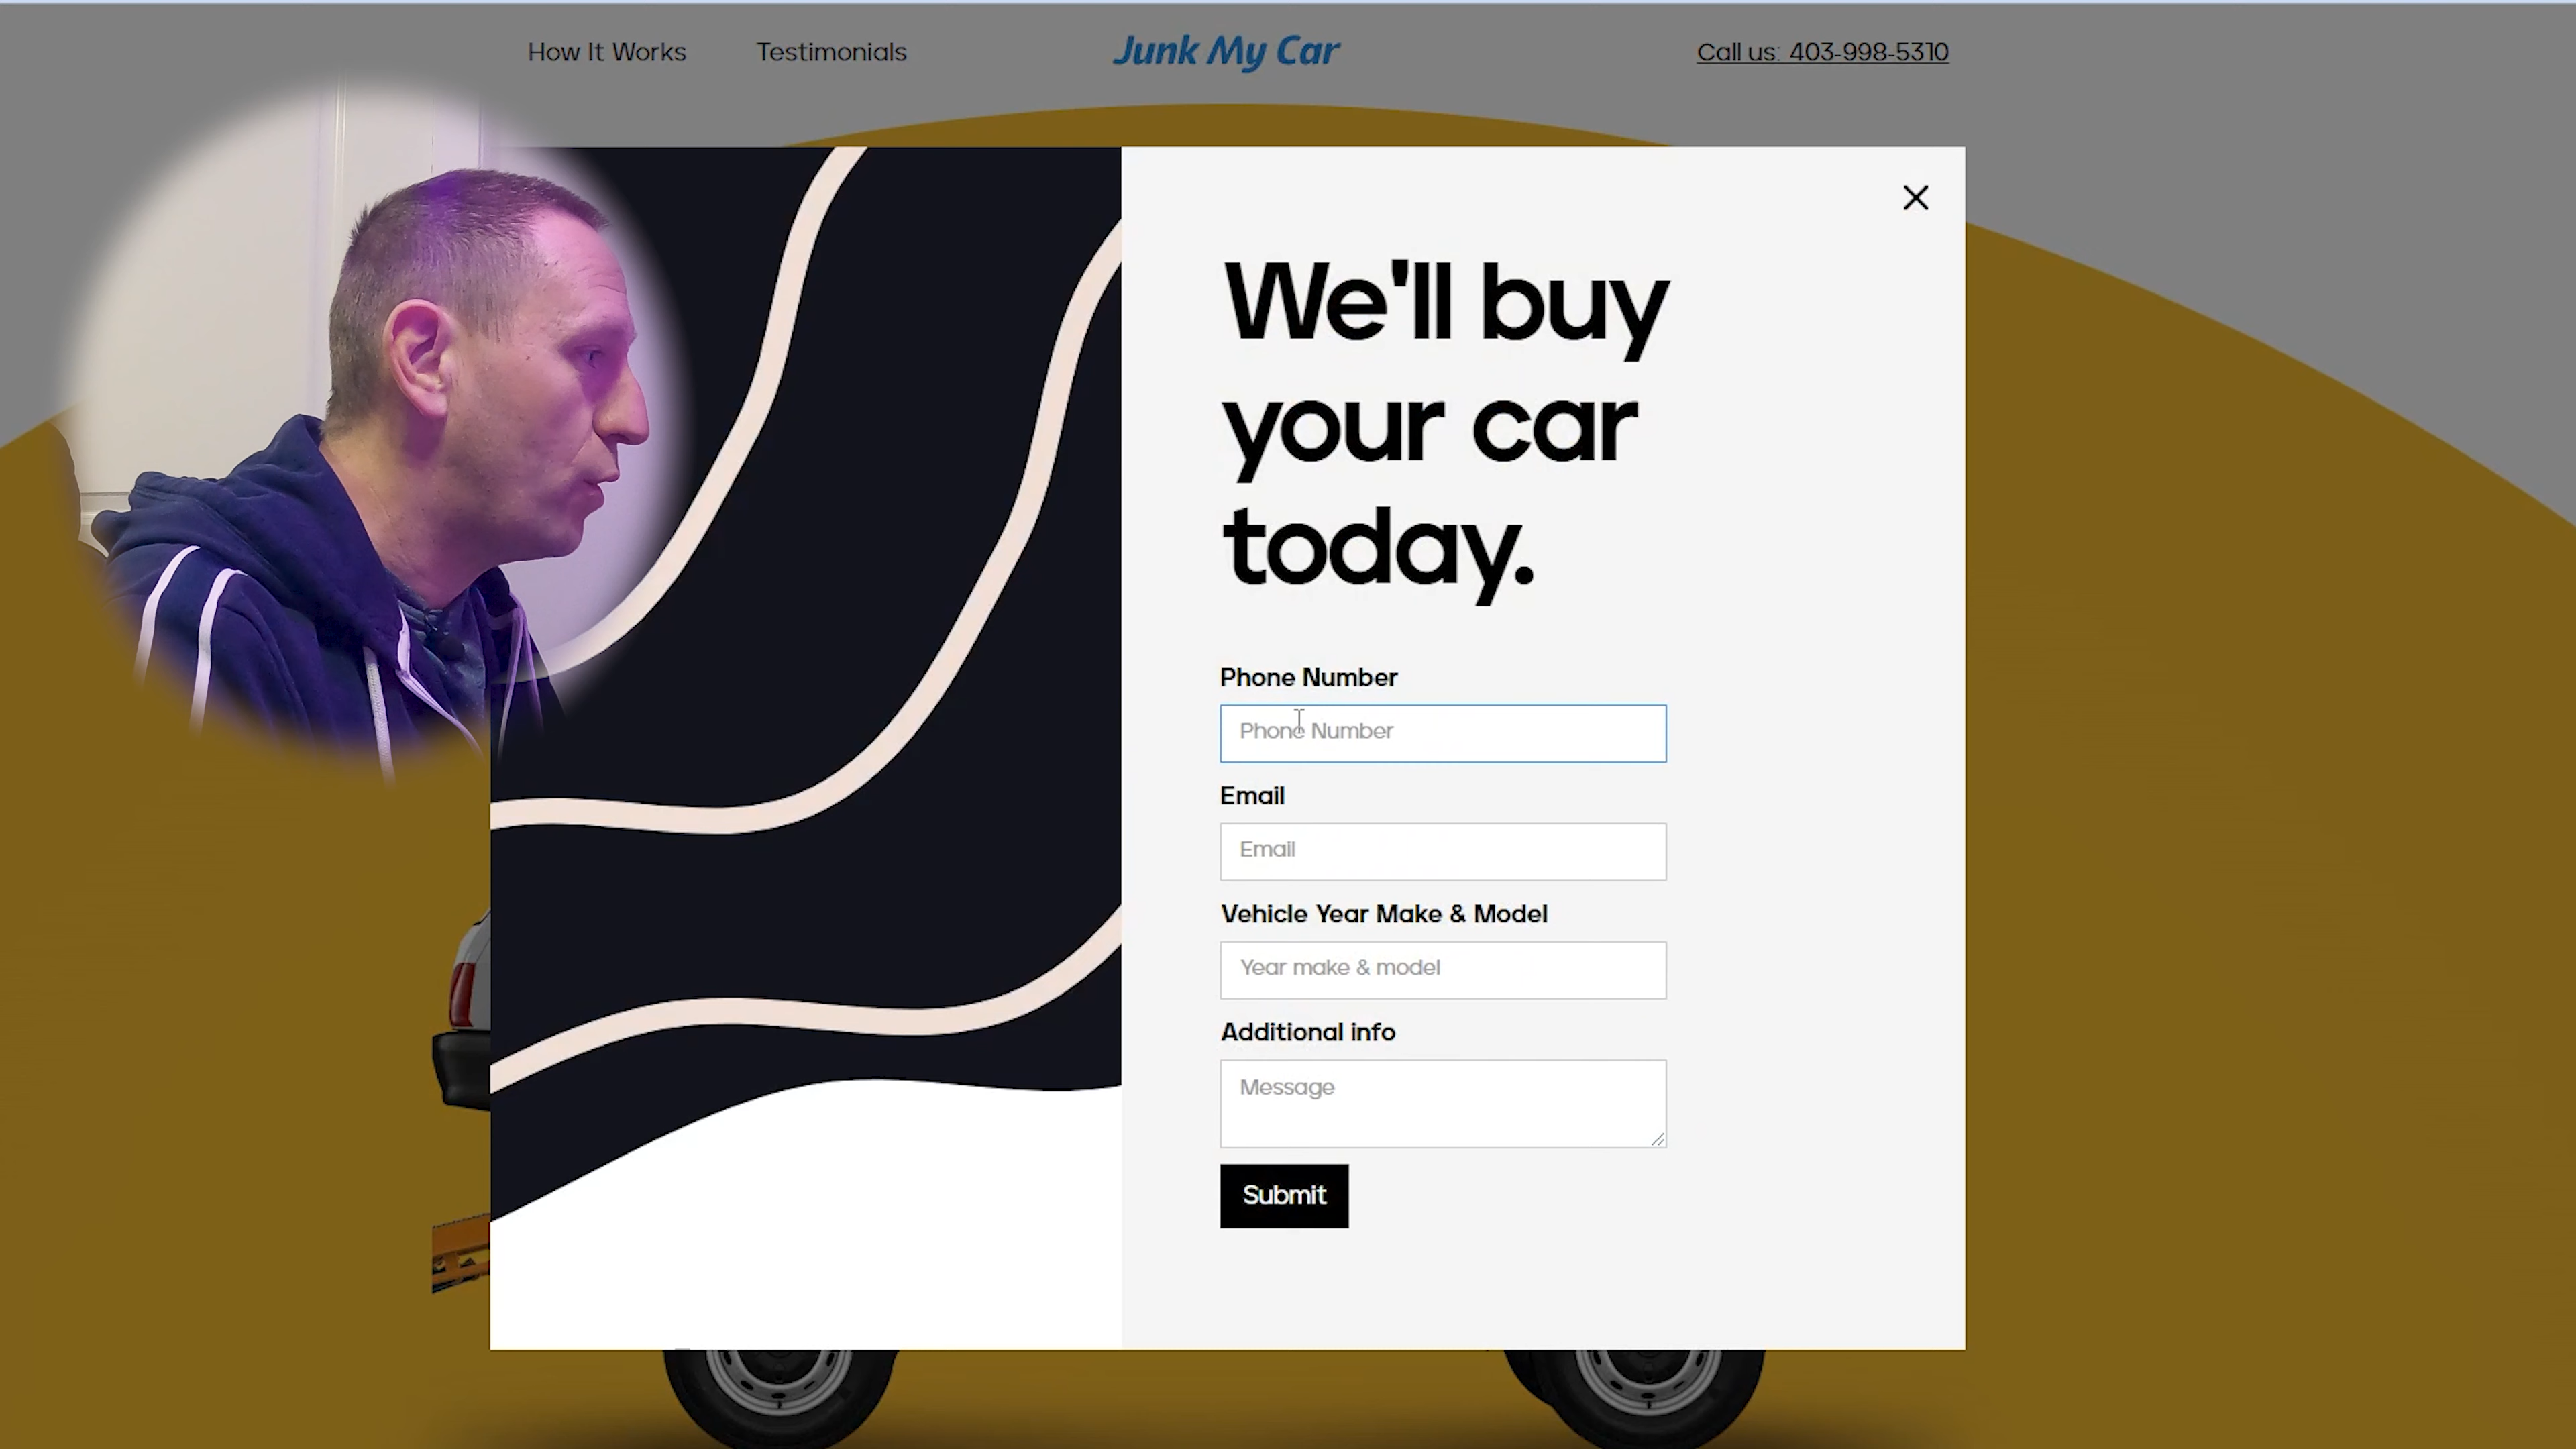 How It Works
Testimonials
Junk My Car
Call us: 403-998-5310
We'll buy
your car
today.
Phone Number
Phone Number
Email
Email
Vehicle Year Make & Model
Year make & model
Additional info
Message
Submit